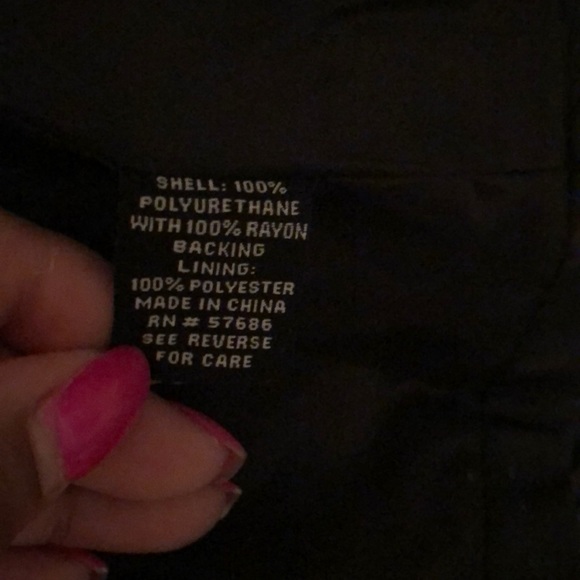 SHELL: 100%
POLYURETHANE
WITH 100% RAYON
BACKING
LINING:
100% POLYESTER
MADE IN CHINA
RN # 57686
SEE REVERSE
FOR CARE